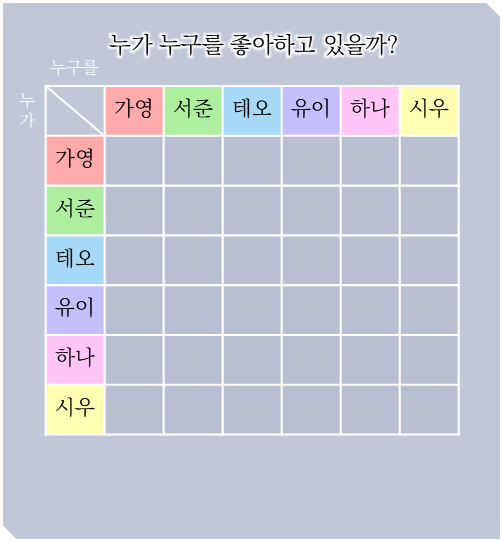 누가 누구를 좋아하고 있을까?
누구를
누가
가영 서준 테오 유이 하나 시우
가영
서준
테오
유이
하나
시우